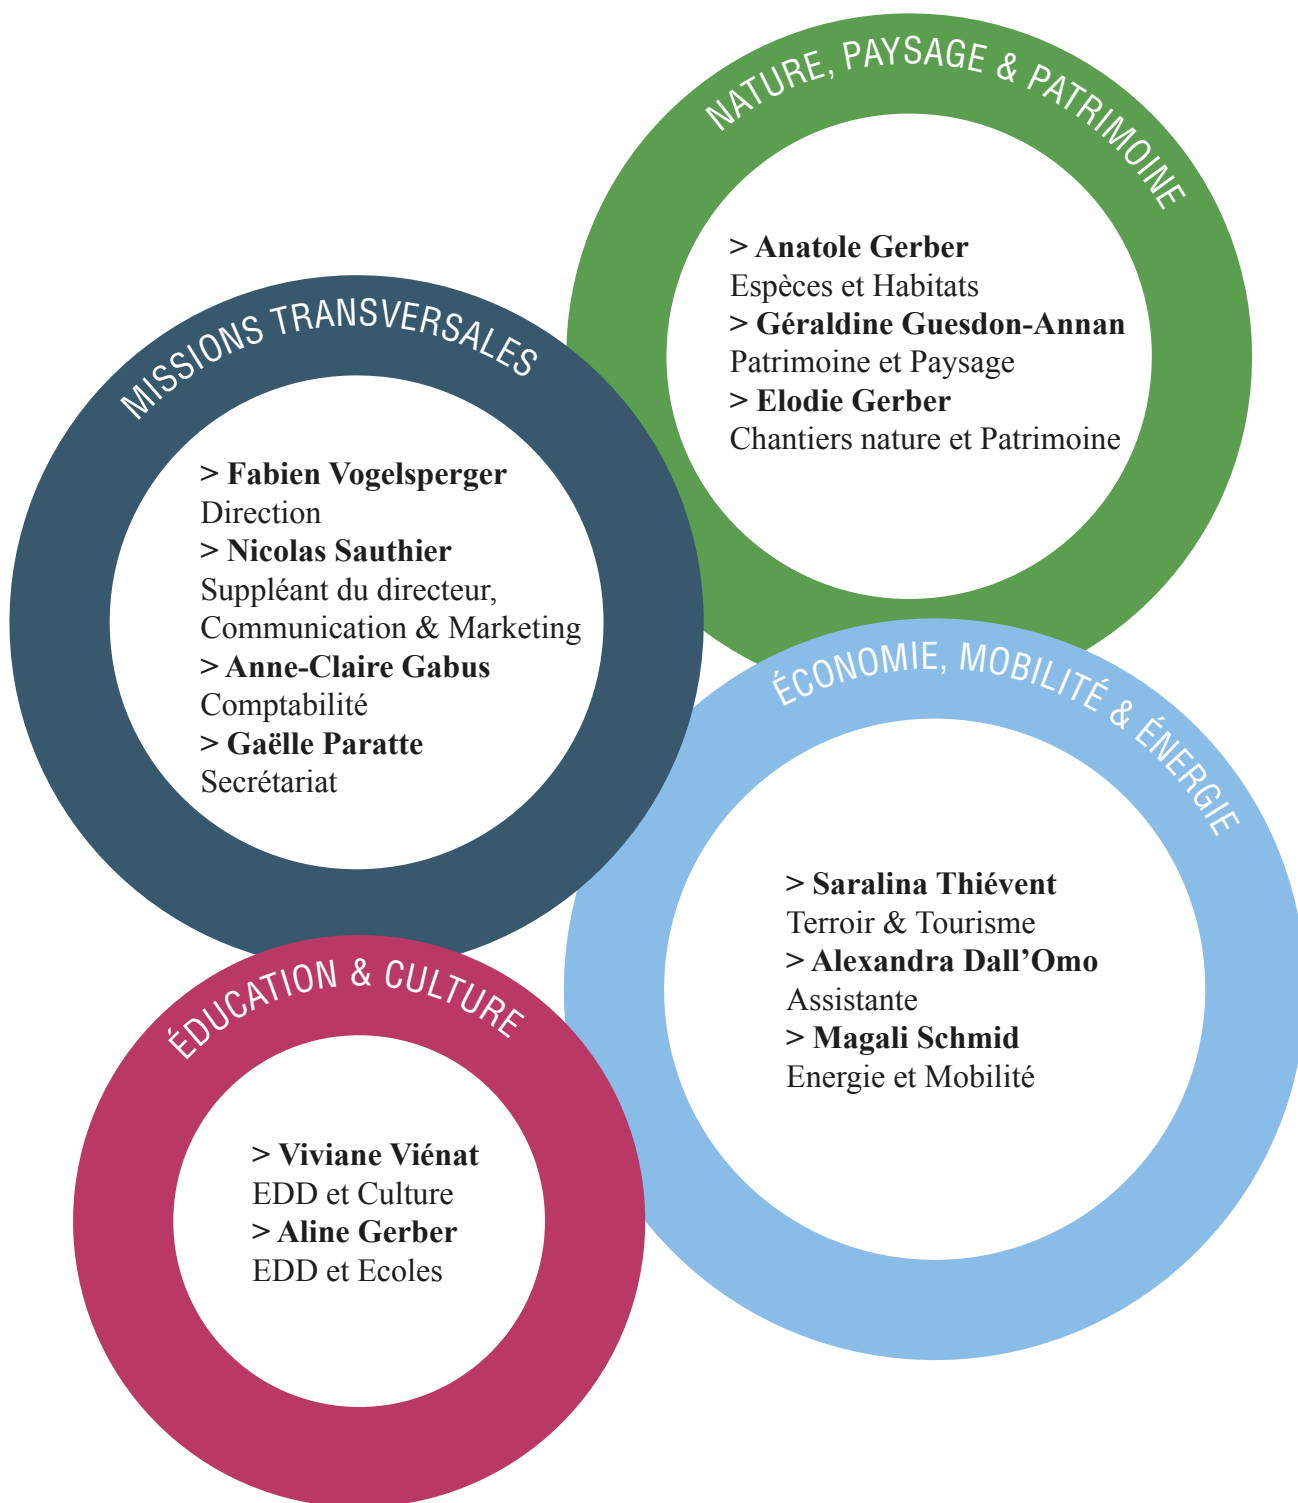 NATURE, PAYSAGE & PATRIMOINE
> Anatole Gerber
Espèces et Habitats
> Géraldine Guesdon-Annan
Patrimoine et Paysage
> Elodie Gerber
Chantiers nature et Patrimoine
MISSIONS TRANSVERSALES
> Fabien Vogelsperger
Direction
> Nicolas Sauthier
Suppléant du directeur,
Communication & Marketing
> Anne-Claire Gabus
Comptabilité
> Gaëlle Paratte
Secrétariat
ÉCONOMIE, MOBILITÉ & ÉNERGIE
> Saralina Thiévent
Terroir & Tourisme
> Alexandra Dall’Omo
Assistante
> Magali Schmid
Energie et Mobilité
ÉDUCATION & CULTURE
> Viviane Viénat
EDD et Culture
> Aline Gerber
EDD et Ecoles